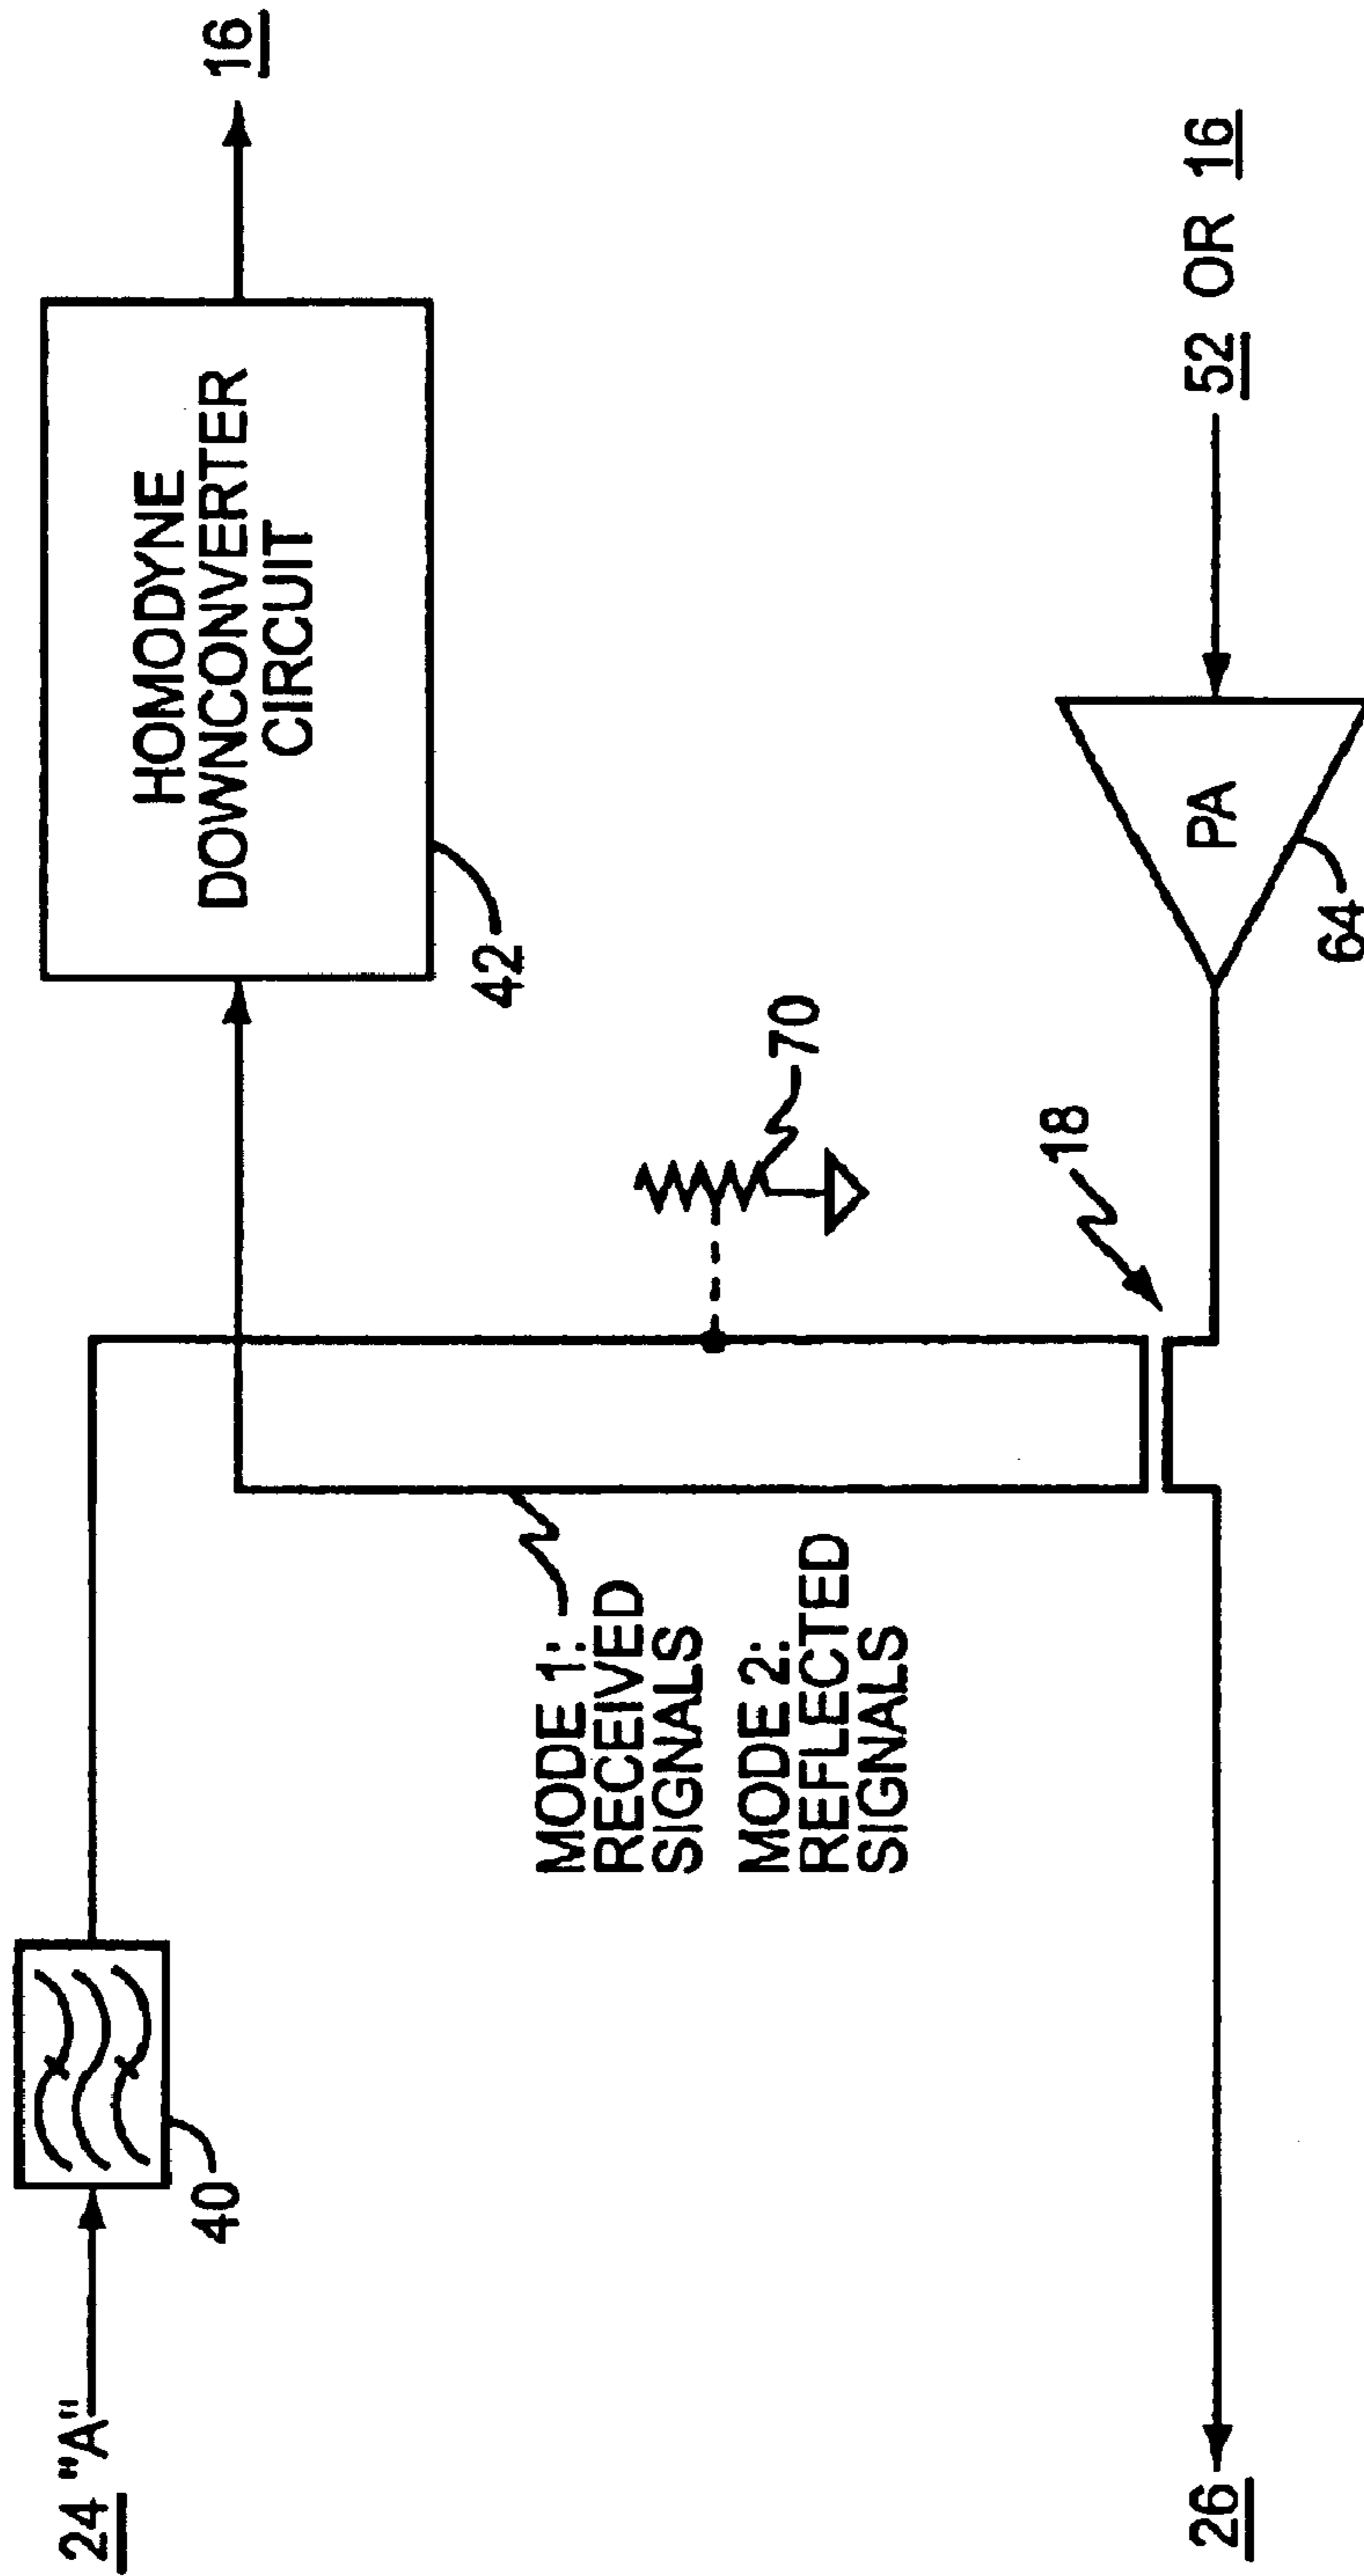 24 "A"
40
HOMODYNE
DOWNCONVERTER
CIRCUIT
16
42
MODE 1:
RECEIVED
SIGNALS
MODE 2:
REFLECTED
SIGNALS
70
18
26
PA
64
52 OR 16